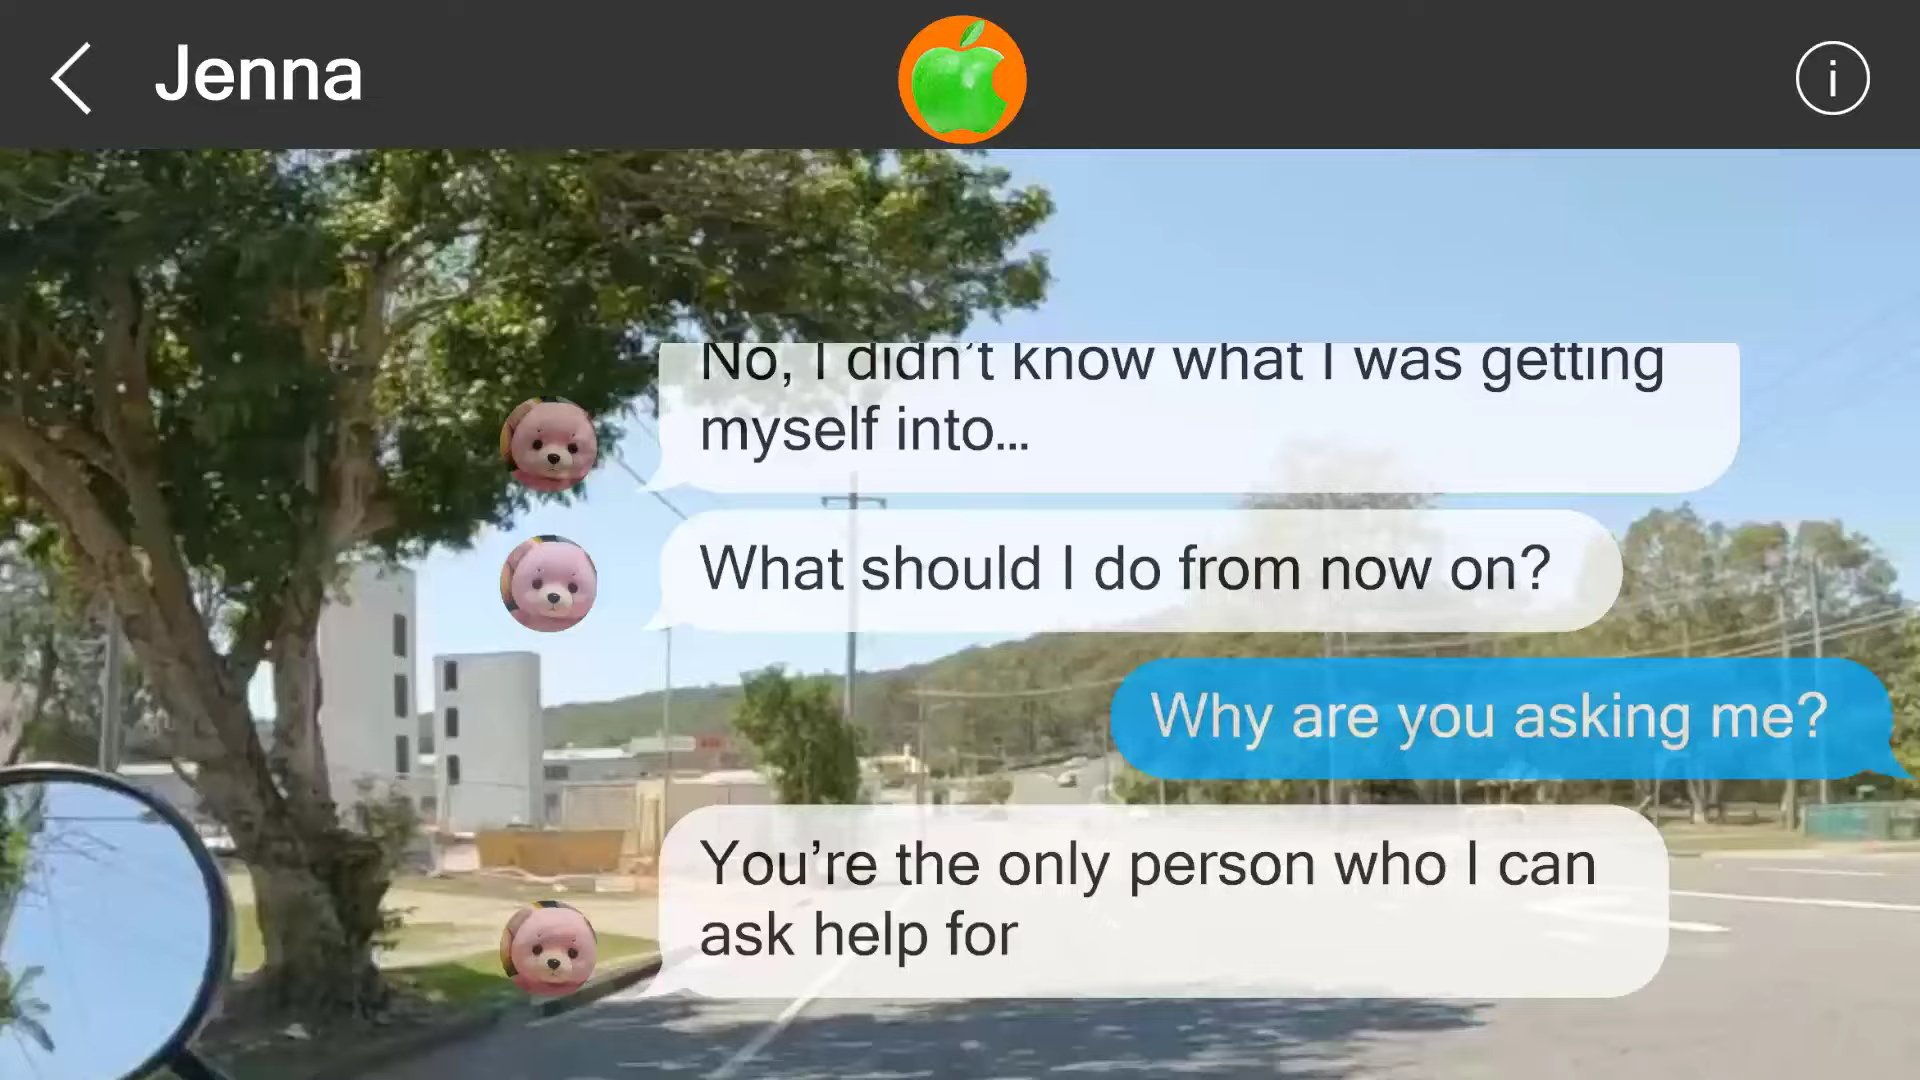 Jenna
i
No, I didn't know what I was getting
myself into...
What should I do from now on?
Why are you asking me?
You’re the only person who I can
ask help for